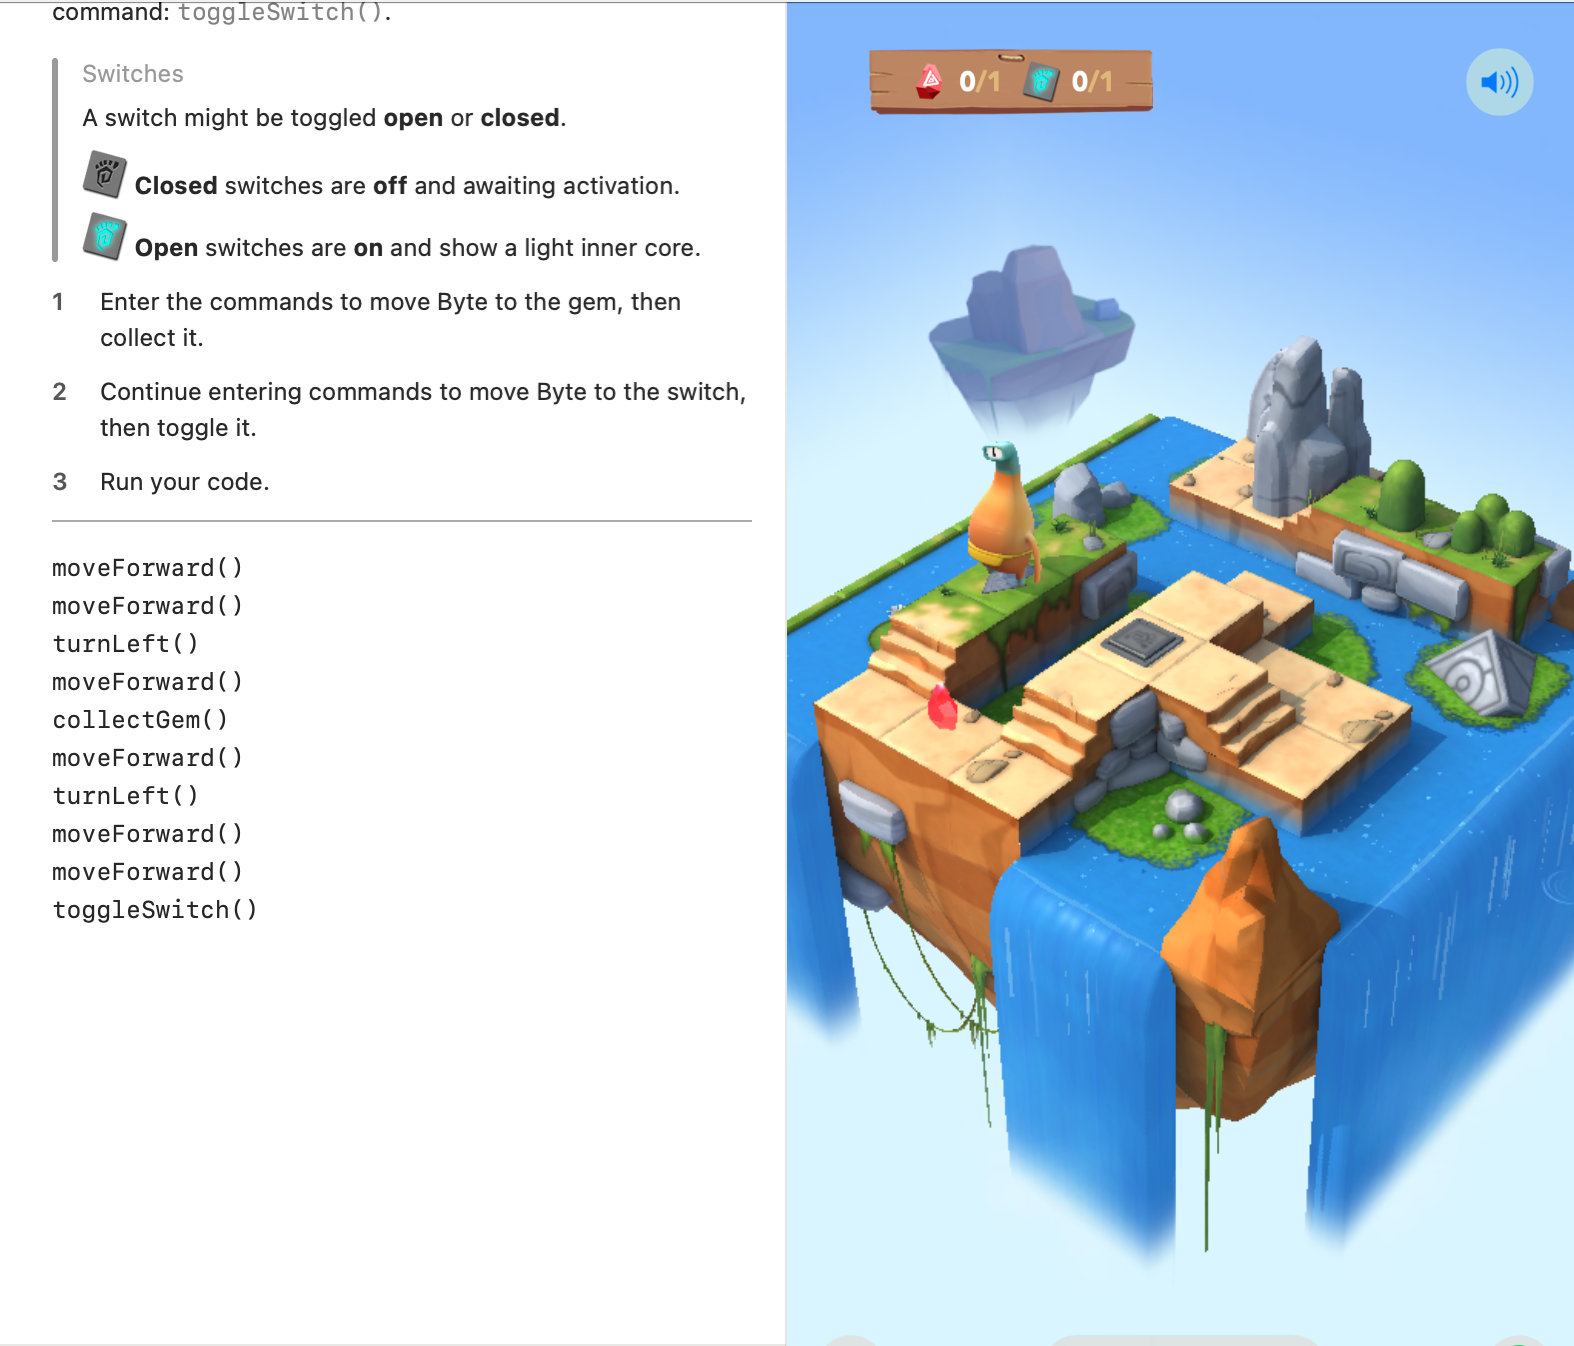 command: toggleSwitch().
Switches
A switch might be toggled open or closed.
Closed switches are off and awaiting activation.
Open switches are on and show a light inner core.
1 Enter the commands to move Byte to the gem, then
collect it.
2 Continue entering commands to move Byte to the switch,
then toggle it.
3 Run your code.
moveForward()
moveForward()
turnLeft()
moveForward()
collectGem()
moveForward()
turnLeft()
moveForward()
moveForward()
toggleSwitch()
0/1 0/1